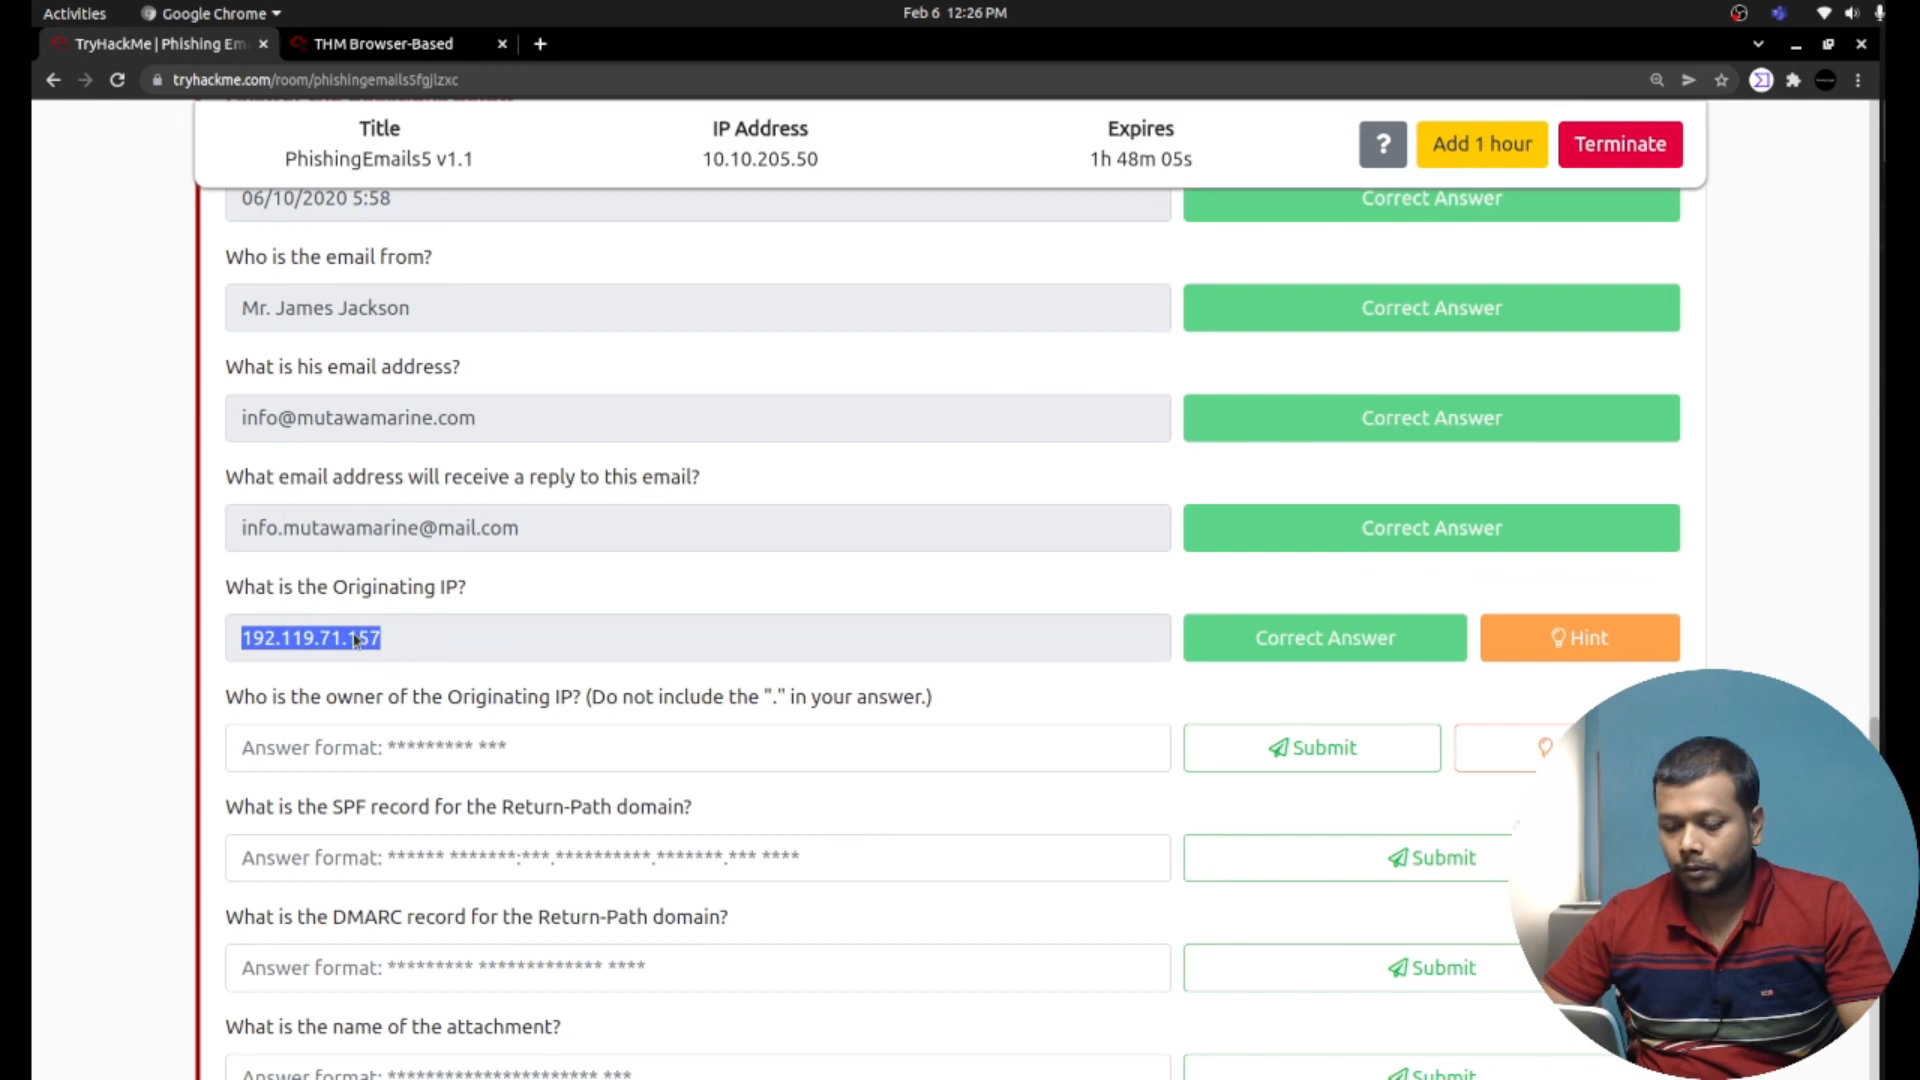 Activities
Google Chrome
Feb 6 12:26 PM
TryHackMe | Phishing Em
THM Browser-Based
tryhackme.com/room/phishingemails5fgjlzxc
Title
PhishingEmails5 v1.1
IP Address
10.10.205.50
Expires
1h 48m 05s
?
Add 1 hour
Terminate
06/10/2020 5:58
Correct Answer
Who is the email from?
Mr. James Jackson
Correct Answer
What is his email address?
info@mutawamarine.com
Correct Answer
What email address will receive a reply to this email?
info.mutawamarine@mail.com
Correct Answer
What is the Originating IP?
192.119.71.157
Correct Answer
Hint
Who is the owner of the Originating IP? (Do not include the "." in your answer.)
Answer format: ********* ***
Submit
What is the SPF record for the Return-Path domain?
Answer format: ****** *******:***.**********.*******.*** ****
Submit
What is the DMARC record for the Return-Path domain?
Answer format: ********* ************* ****
Submit
What is the name of the attachment?
Answer format: ********************** ***
Submit